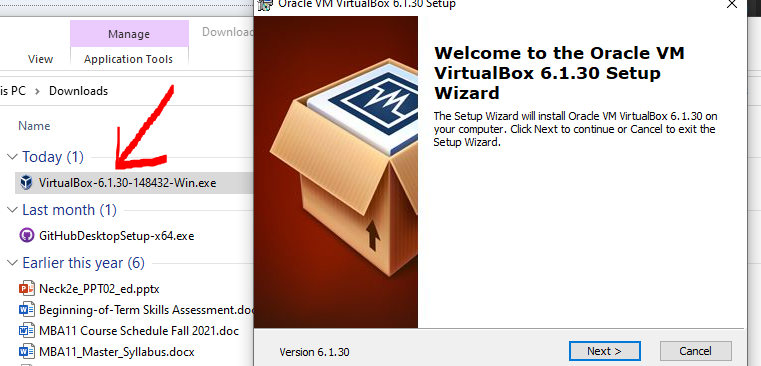 Manage
Download
View
Application Tools
is PC > Downloads
Name
Today (1)
VirtualBox-6.1.30-148432-Win.exe
Last month (1)
GitHubDesktopSetup-x64.exe
Earlier this year (6)
Neck2e_PPT02_ed.pptx
Beginning-of-Term Skills Assessment.doc
MBA11 Course Schedule Fall 2021.doc
MBA11_Master_Syllabus.docx
Oracle VM VirtualBox 6.1.30 Setup
Welcome to the Oracle VM
VirtualBox 6.1.30 Setup
Wizard
The Setup Wizard will install Oracle VM VirtualBox 6.1.30 on
your computer. Click Next to continue or Cancel to exit the
Setup Wizard.
Version 6.1.30
Next >
Cancel